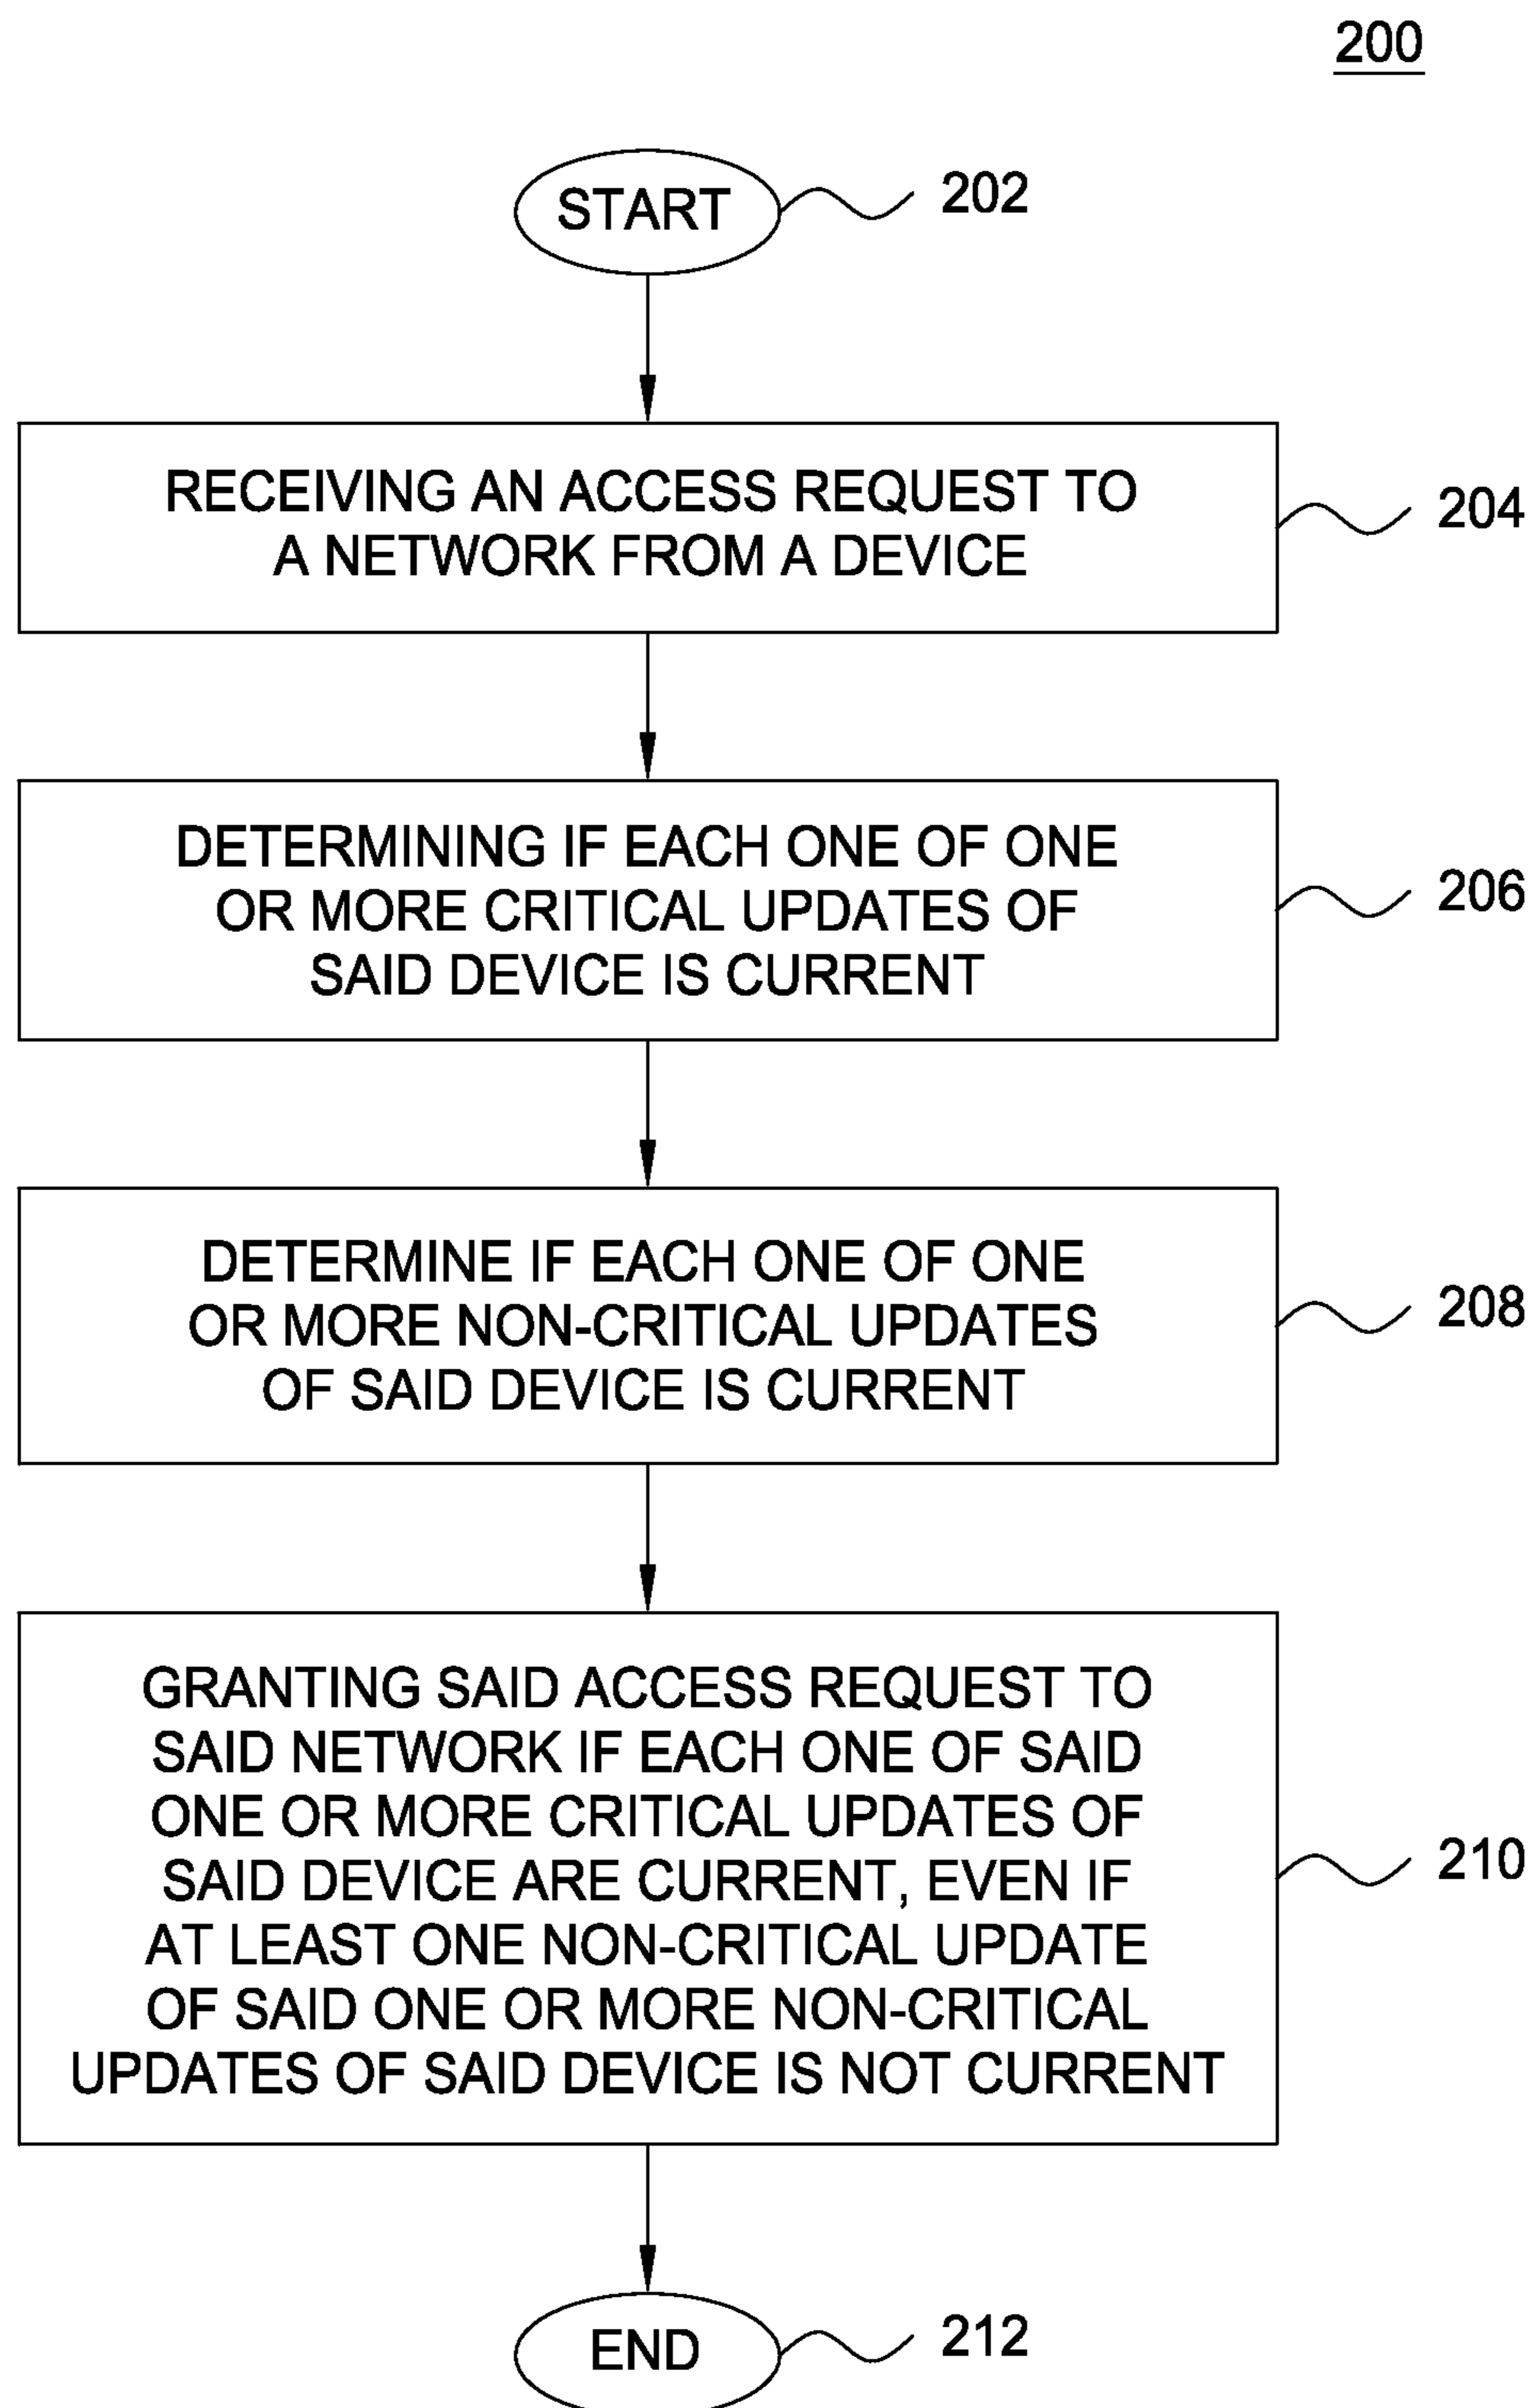 200
START
202
RECEIVING AN ACCESS REQUEST TO
A NETWORK FROM A DEVICE
204
DETERMINING IF EACH ONE OF ONE
OR MORE CRITICAL UPDATES OF
SAID DEVICE IS CURRENT
206
DETERMINE IF EACH ONE OF ONE
OR MORE NON-CRITICAL UPDATES
OF SAID DEVICE IS CURRENT
208
GRANTING SAID ACCESS REQUEST TO
SAID NETWORK IF EACH ONE OF SAID
ONE OR MORE CRITICAL UPDATES OF
SAID DEVICE ARE CURRENT, EVEN IF
AT LEAST ONE NON-CRITICAL UPDATE
OF SAID ONE OR MORE NON-CRITICAL
UPDATES OF SAID DEVICE IS NOT CURRENT
210
END
212